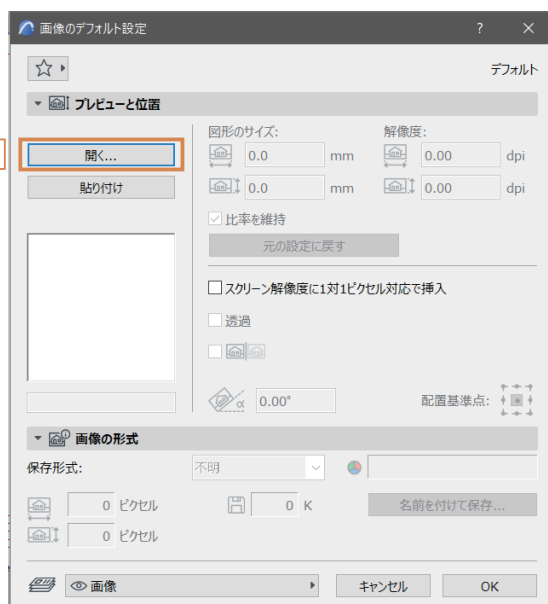 画像のデフォルト設定 ?
デフォルト
プレビューと位置
開く...
貼り付け
図形のサイズ: 解像度:
0.0 mm 0.00 dpi
0.0 mm 0.00 dpi
比率を維持
元の設定に戻す
スクリーン解像度に1対1ピクセル対応で挿入
透過
α 0.00° 配置基準点:
画像の形式
保存形式: 不明
0 ピクセル 0 K 名前を付けて保存...
0 ピクセル
画像 キャンセル OK